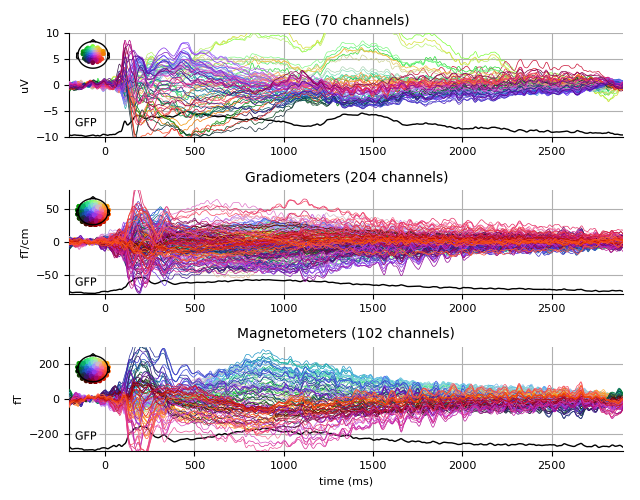 EEG (70 channels)
10
5
0
−5
−10
uV
GFP
0 500 1000 1500 2000 2500
Gradiometers (204 channels)
50
0
−50
fT/cm
GFP
0 500 1000 1500 2000 2500
Magnetometers (102 channels)
200
0
−200
fT
GFP
0 500 1000 1500 2000 2500
time (ms)